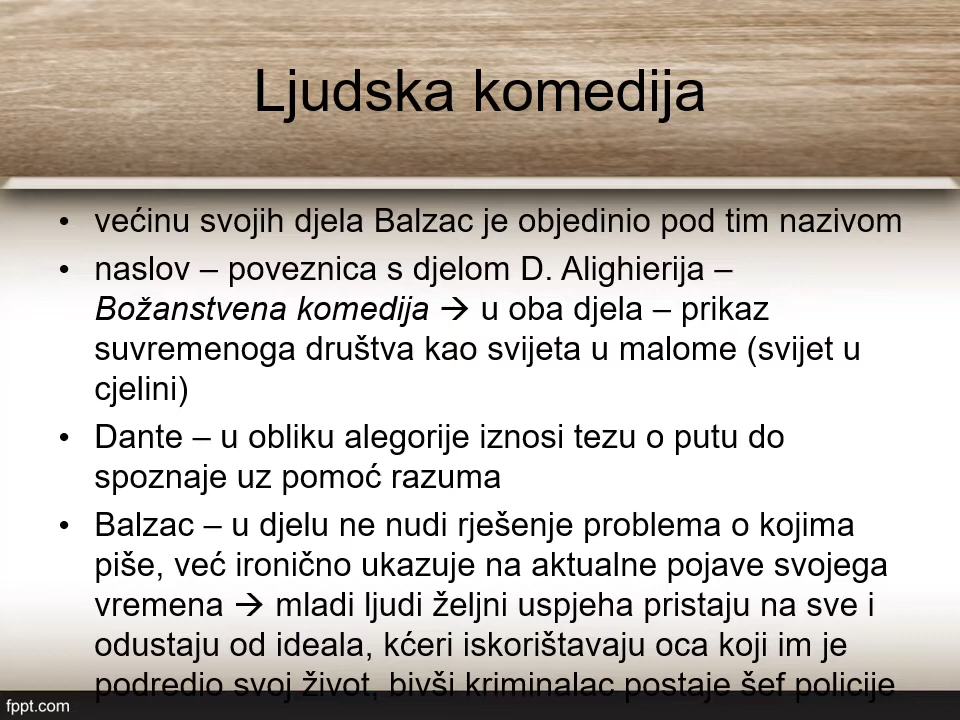 Ljudska komedija
• većinu svojih djela Balzac je objedinio pod tim nazivom
• naslov – poveznica s djelom D. Alighierija –
Božanstvena komedija → u oba djela – prikaz
suvremenoga društva kao svijeta u malome (svijet u
cjelini)
• Dante – u obliku alegorije iznosi tezu o putu do
spoznaje uz pomoć razuma
• Balzac – u djelu ne nudi rješenje problema o kojima
piše, već ironično ukazuje na aktualne pojave svojega
vremena → mladi ljudi željni uspjeha pristaju na sve i
odustaju od ideala, kćeri iskorištavaju oca koji im je
podredio svoj život, bivši kriminalac postaje šef policije
fppt.com